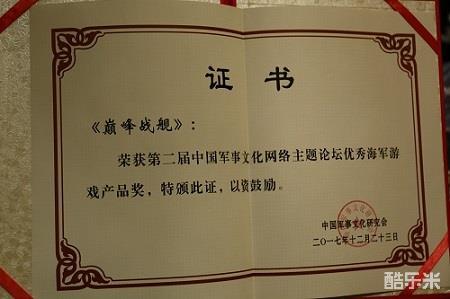 证书
《巅峰战舰》：
荣获第二届中国军事文化网络主题论坛优秀海军游
戏产品奖，特颁此证，以资鼓励。
中国军事文化研究会
二〇一七年十二月二十三日
酷乐米